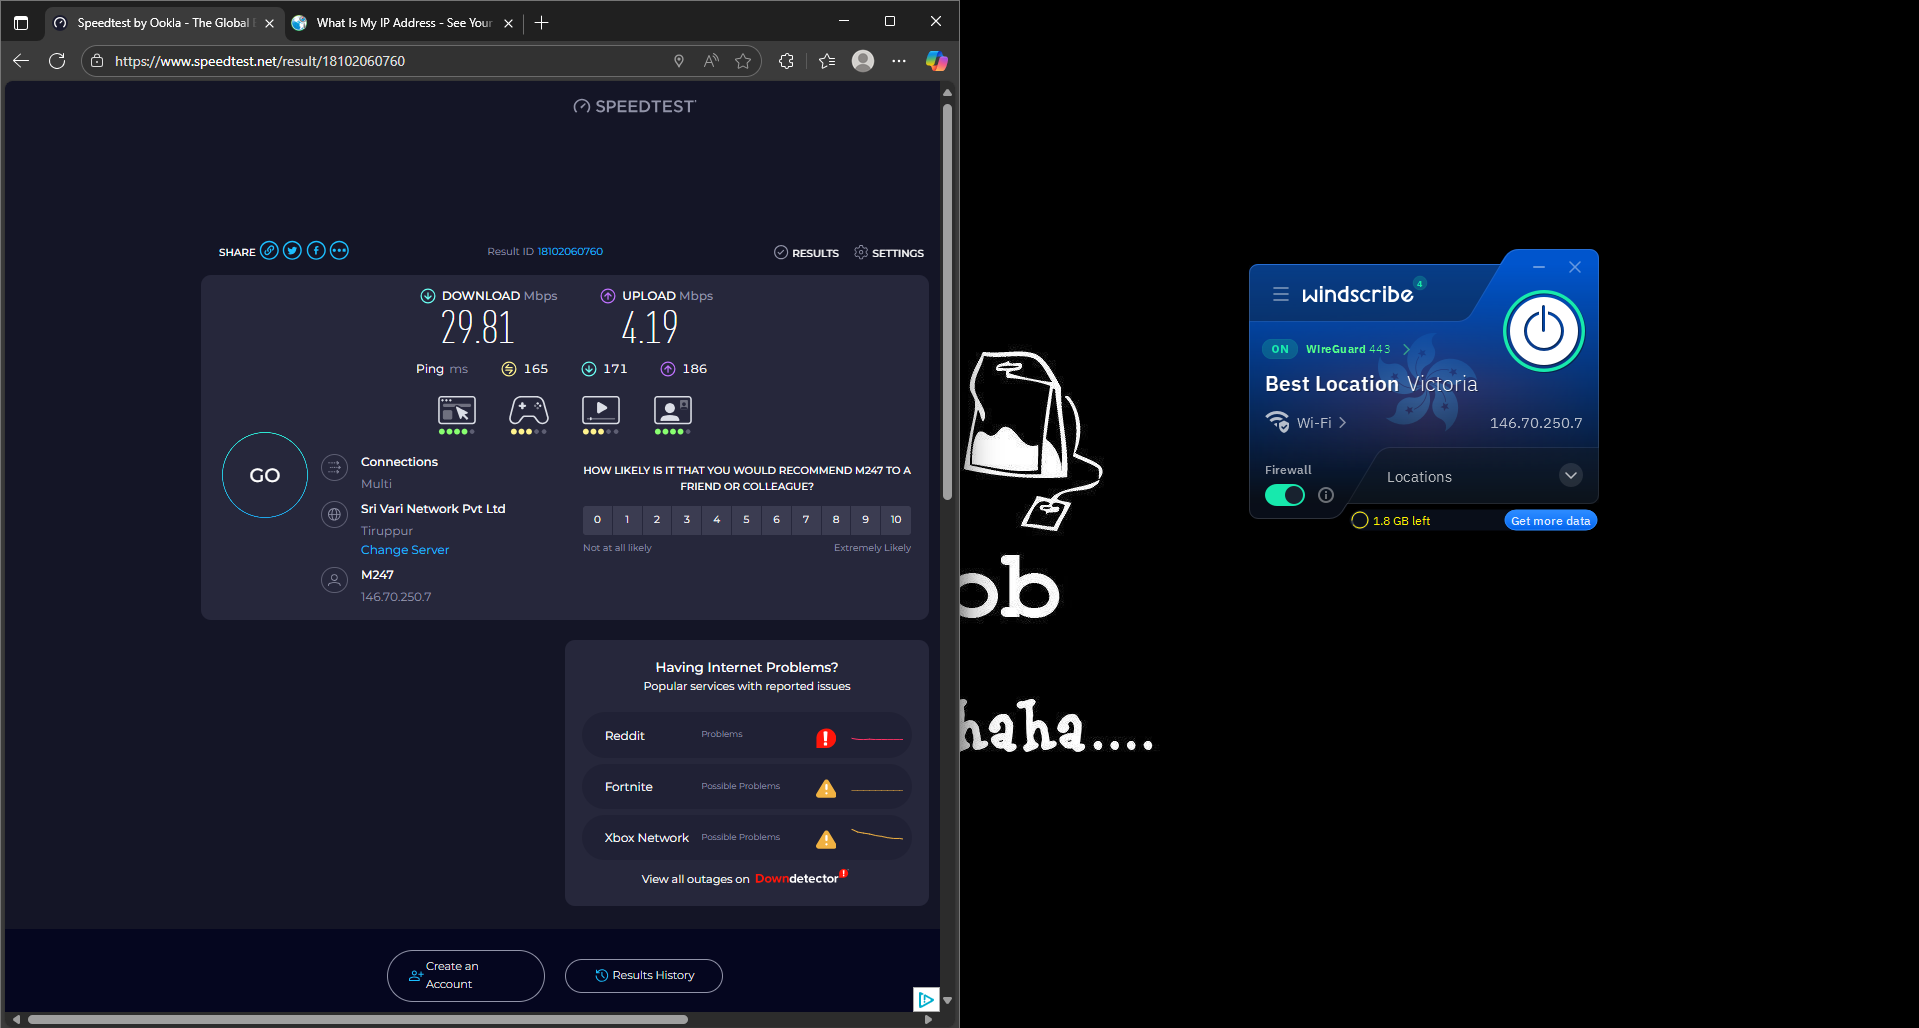 Speedtest by Ookla - The Global
What Is My IP Address - See Your
https://www.speedtest.net/result/18102060760
SPEEDTEST
SHARE
Result ID 18102060760
RESULTS
SETTINGS
DOWNLOAD Mbps
UPLOAD Mbps
29.81
4.19
Ping ms
165
171
186
GO
Connections
Multi
Sri Vari Network Pvt Ltd
Tiruppur
Change Server
M247
146.70.250.7
HOW LIKELY IS IT THAT YOU WOULD RECOMMEND M247 TO A
FRIEND OR COLLEAGUE?
0 1 2 3 4 5 6 7 8 9 10
Not at all likely
Extremely Likely
Having Internet Problems?
Popular services with reported issues
Reddit
Problems
Fortnite
Possible Problems
Xbox Network
Possible Problems
View all outages on Downdetector
Create an
Account
Results History
ob
haha....
windscribe
4
ON
WireGuard 443
Best Location Victoria
Wi-Fi
146.70.250.7
Firewall
Locations
1.8 GB left
Get more data